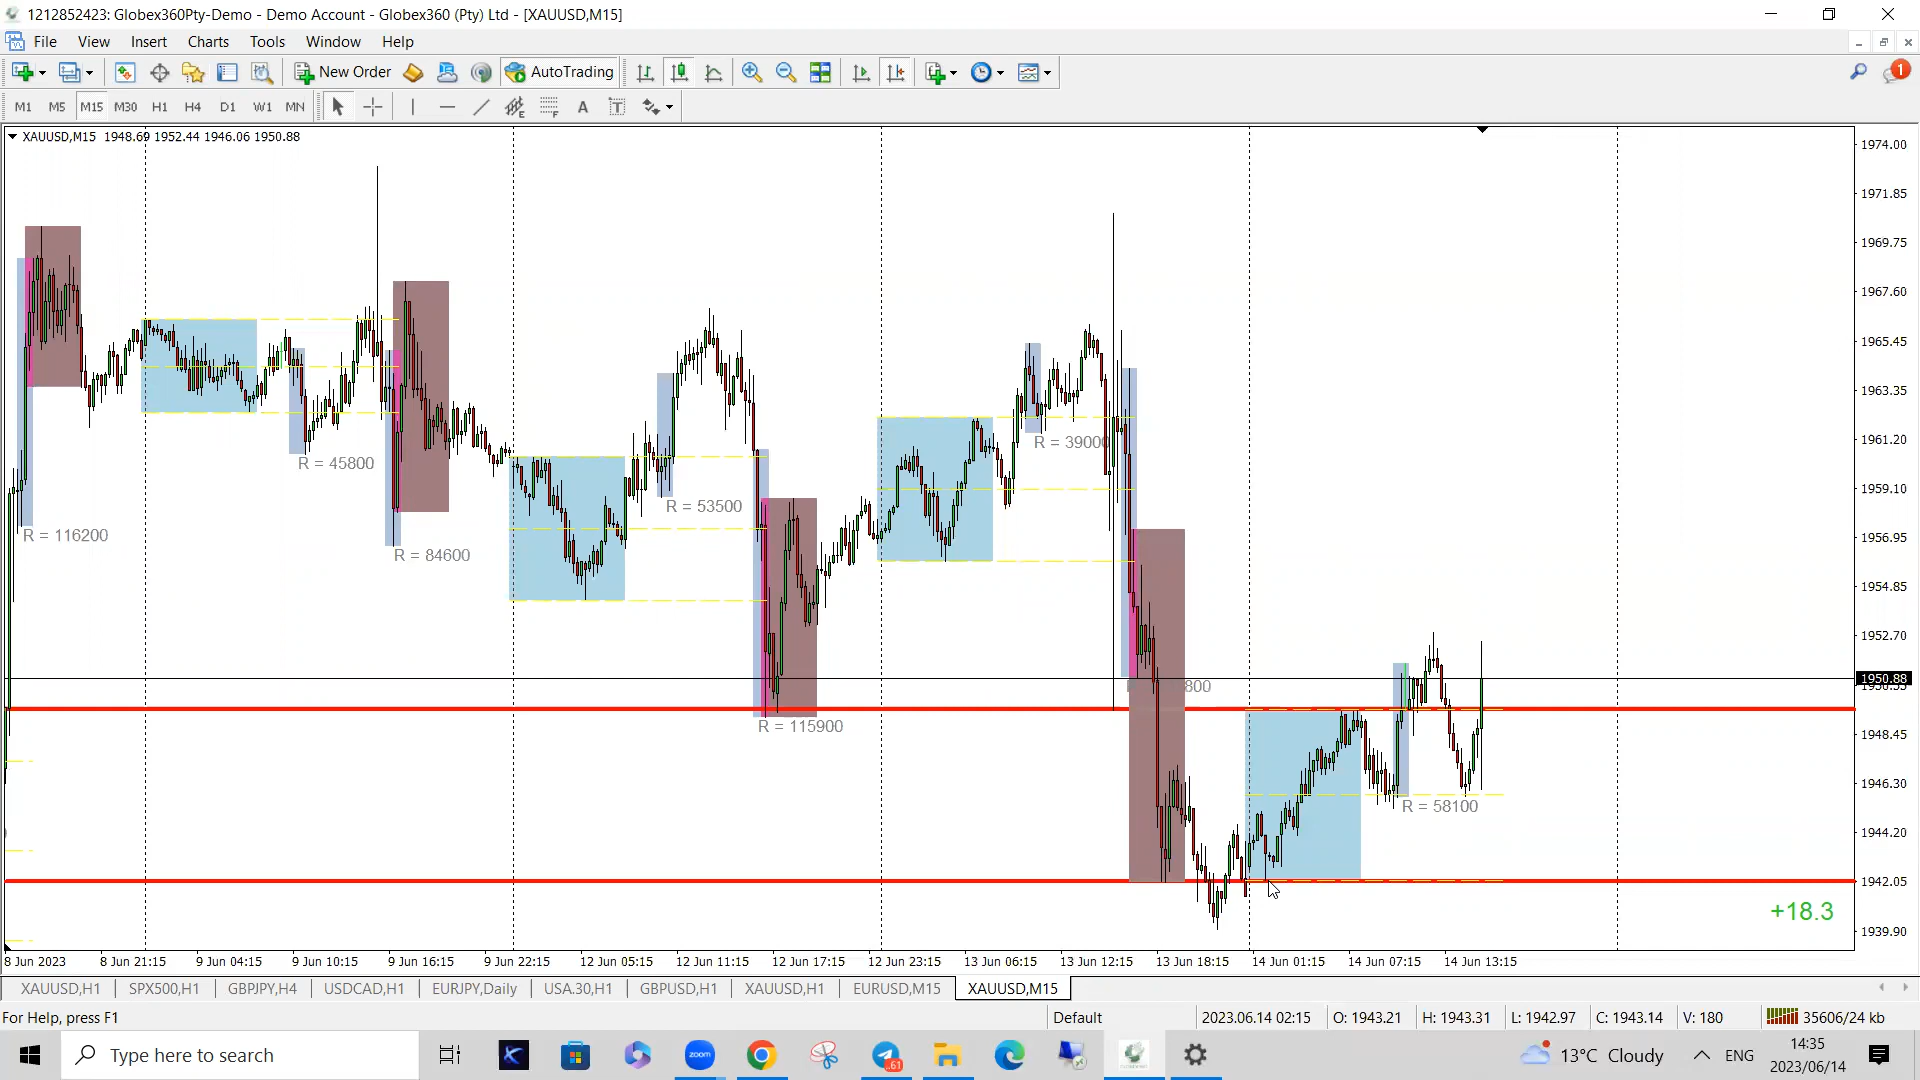 1212852423: Globex360Pty-Demo - Demo Account - Globex360 (Pty) Ltd - [XAUUSD,M15]
File View Insert Charts Tools Window Help
New Order AutoTrading 1
M1 M5 M15 M30 H1 H4 D1 W1 MN A T
XAUUSD,M15 1948.69 1952.44 1946.06 1950.88
1974.00
1971.85
1969.75
1967.60
1965.45
1963.35
1961.20
1959.10
1956.95
1954.85
1952.70
1950.88
1948.45
1946.30
1944.20
1942.05
1939.90
R = 116200
R = 45800
R = 84600
R = 53500
R = 115900
R = 39000
800
R = 58100
+18.3
8 Jun 2023 8 Jun 21:15 9 Jun 04:15 9 Jun 10:15 9 Jun 16:15 9 Jun 22:15 12 Jun 05:15 12 Jun 11:15 12 Jun 17:15 12 Jun 23:15 13 Jun 06:15 13 Jun 12:15 13 Jun 18:15 14 Jun 01:15 14 Jun 07:15 14 Jun 13:15
XAUUSD,H1 SPX500,H1 GBPJPY,H4 USDCAD,H1 EURJPY,Daily USA.30,H1 GBPUSD,H1 XAUUSD,H1 EURUSD,M15 XAUUSD,M15
For Help, press F1 Default 2023.06.14 02:15 O: 1943.21 H: 1943.31 L: 1942.97 C: 1943.14 V: 180 35606/24 kb
Type here to search zoom 61 13°C Cloudy ENG 14:35
2023/06/14